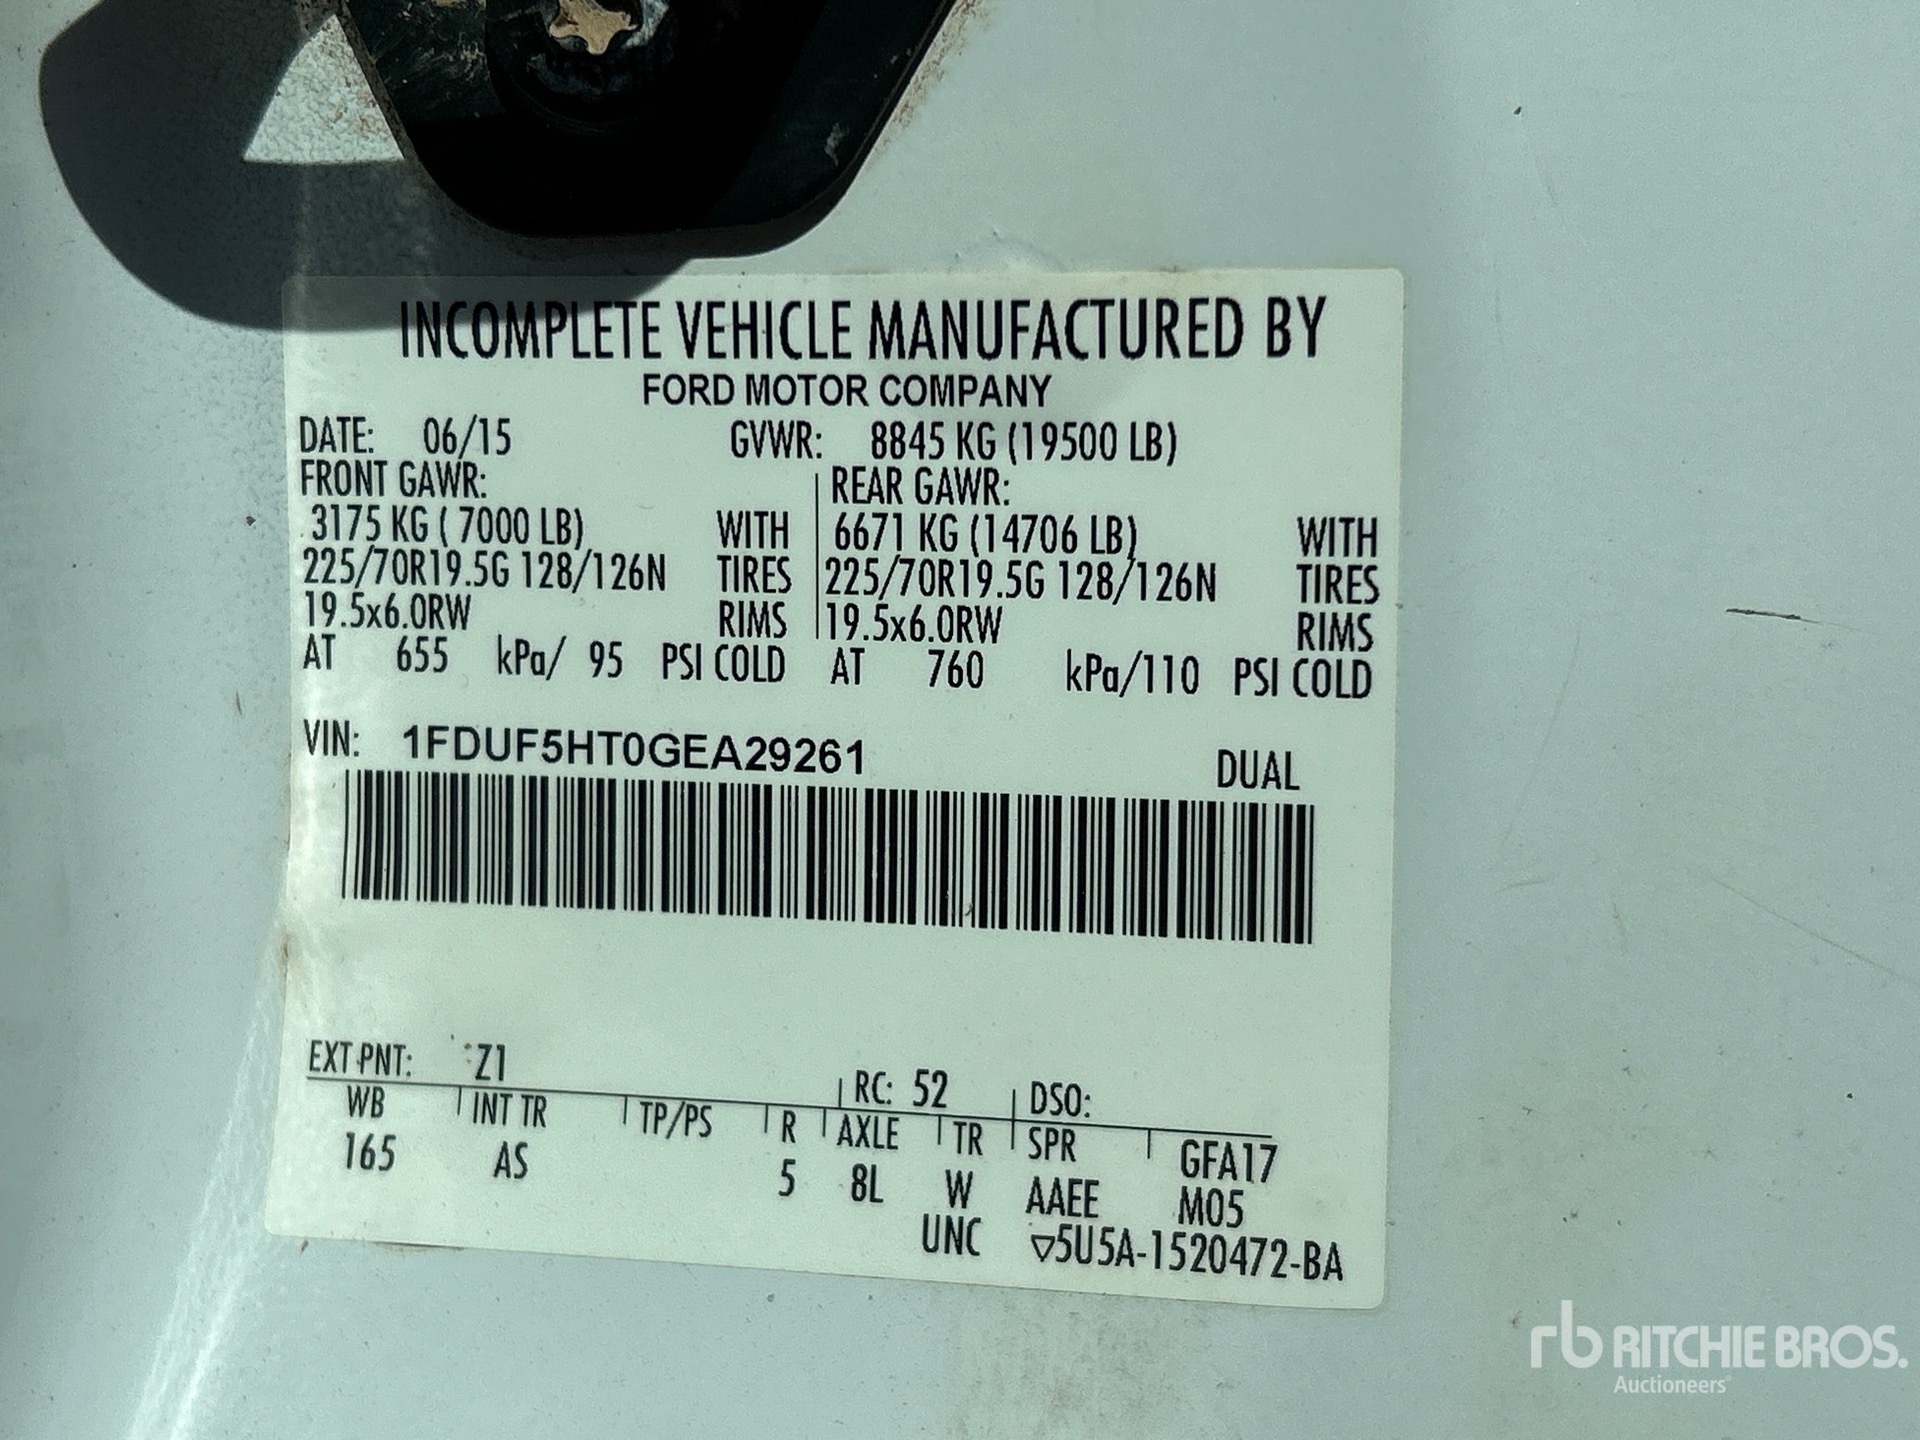 INCOMPLETE VEHICLE MANUFACTURED BY
FORD MOTOR COMPANY
DATE: 06/15 GVWR: 8845 KG (19500 LB)
FRONT GAWR: REAR GAWR:
3175 KG ( 7000 LB) WITH 6671 KG (14706 LB) WITH
225/70R19.5G 128/126N TIRES 225/70R19.5G 128/126N TIRES
19.5x6.0RW RIMS 19.5x6.0RW RIMS
AT 655 kPa/ 95 PSI COLD AT 760 kPa/110 PSI COLD
VIN: 1FDUF5HT0GEA29261 DUAL
EXT PNT: Z1 RC: 52 DSO:
WB INT TR TP/PS R AXLE TR SPR GFA17
165 AS 5 8L W AAEE M05
UNC ▽5U5A-1520472-BA
rb RITCHIE BROS.
Auctioneers